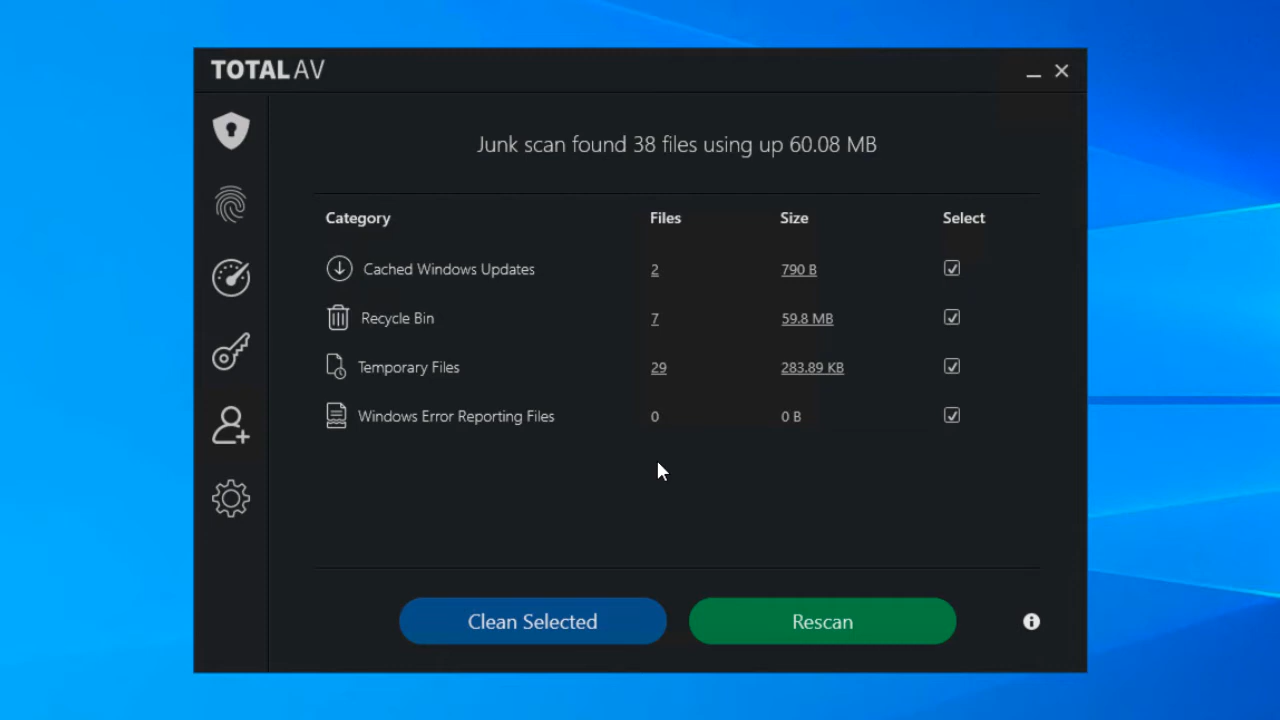 TOTAL AV
Junk scan found 38 files using up 60.08 MB
Category Files Size Select
Cached Windows Updates 2 790 B
Recycle Bin 7 59.8 MB
Temporary Files 29 283.89 KB
Windows Error Reporting Files 0 0 B
Clean Selected Rescan